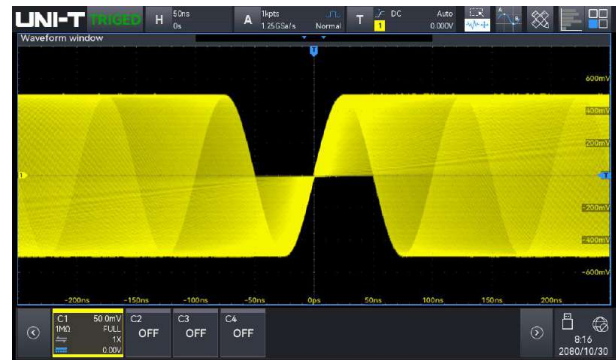 UNI-T TRIGED H 50ns 0s A 1kpts 1.25GSa/s Normal T 1 DC Auto 0.000V
Waveform window
T
600mV
400mV
200mV
1 T
-200mV
-400mV
-600mV
-200ns -150ns -100ns -50ns 0ps 50ns 100ns 150ns 200ns
C1 50.0mV C2 C3 C4
1MΩ FULL OFF OFF OFF
1X
0.00V
8:16
2080/10/30